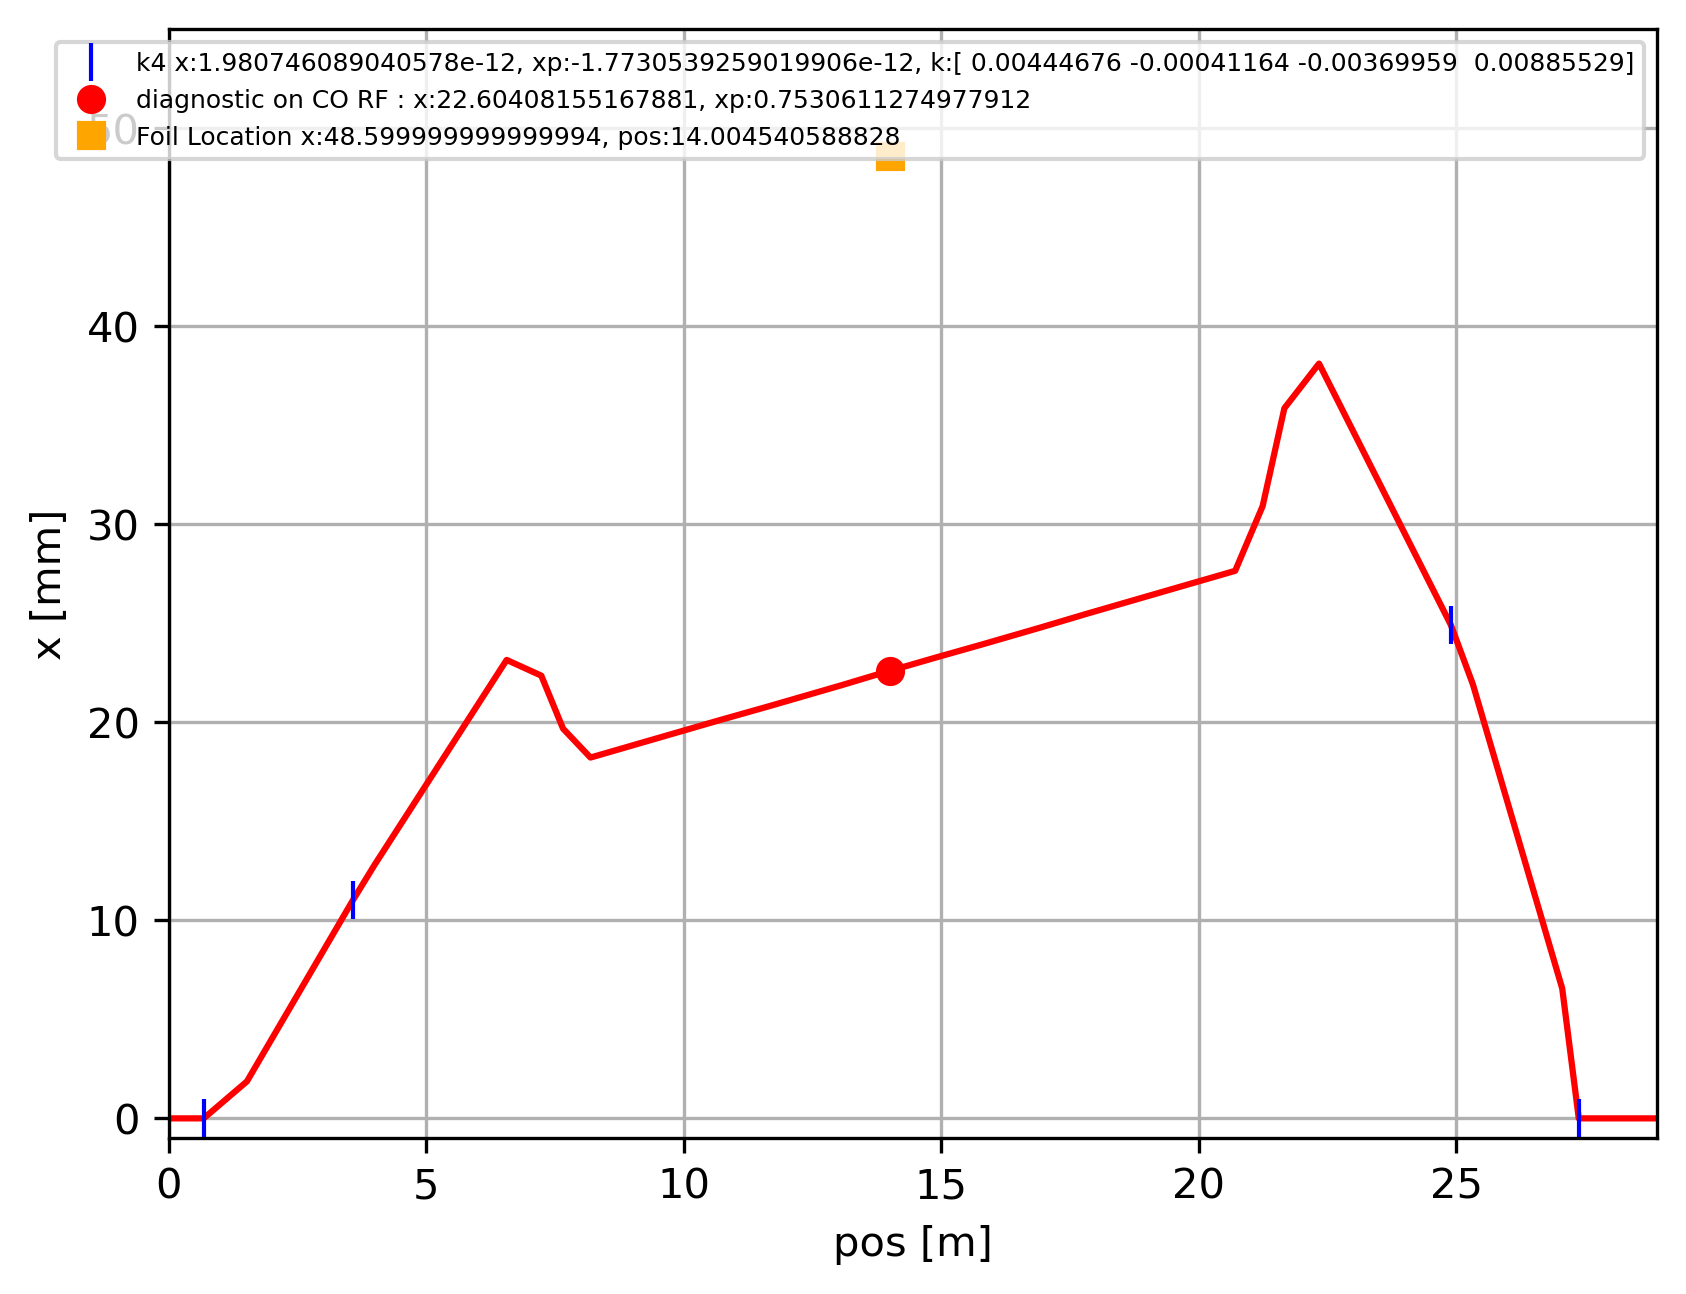 k4 x:1.980746089040578e-12, xp:-1.7730539259019906e-12, k:[ 0.00444676 -0.00041164 -0.00369959  0.00885529]
diagnostic on CO RF : x:22.60408155167881, xp:0.7530611274977912
Foil Location x:48.599999999999994, pos:14.004540588828
50
40
30
20
10
0
x [mm]
0 5 10 15 20 25
pos [m]